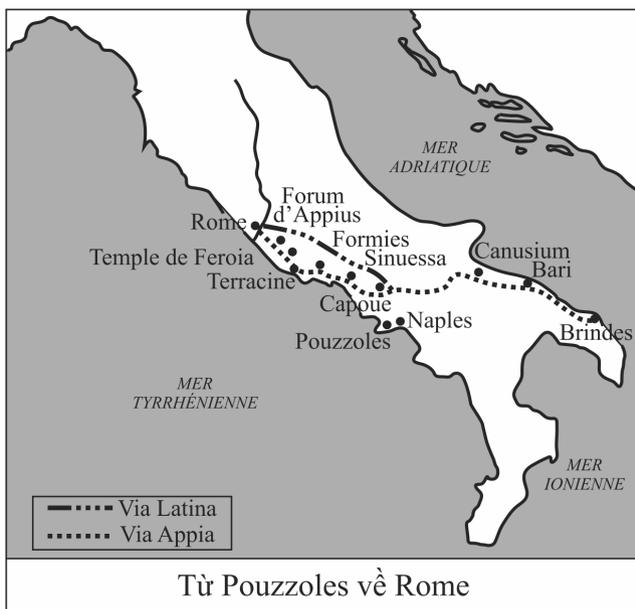 MER
ADRIATIQUE
Forum
d'Appius
Rome
Formies
Canusium
Temple de Feroia
Sinuessa
Bari
Terracine
Capoue
Naples
Brindes
Pouzzoles
MER
TYRRHÉNIENNE
MER
IONIENNE
Via Latina
Via Appia
Từ Pouzzoles về Rome